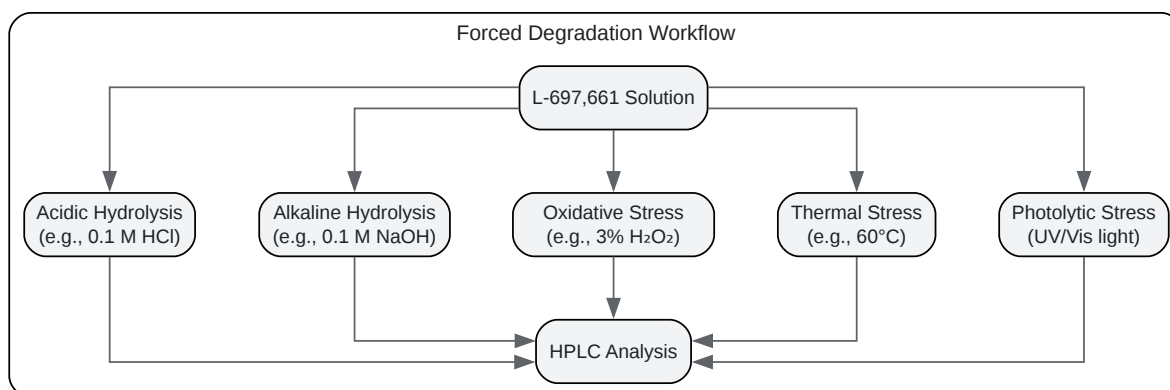 Forced Degradation Workflow
L-697,661 Solution
Acidic Hydrolysis
(e.g., 0.1 M HCl)
Alkaline Hydrolysis
(e.g., 0.1 M NaOH)
Oxidative Stress
(e.g., 3% H₂O₂)
Thermal Stress
(e.g., 60°C)
Photolytic Stress
(UV/Vis light)
HPLC Analysis